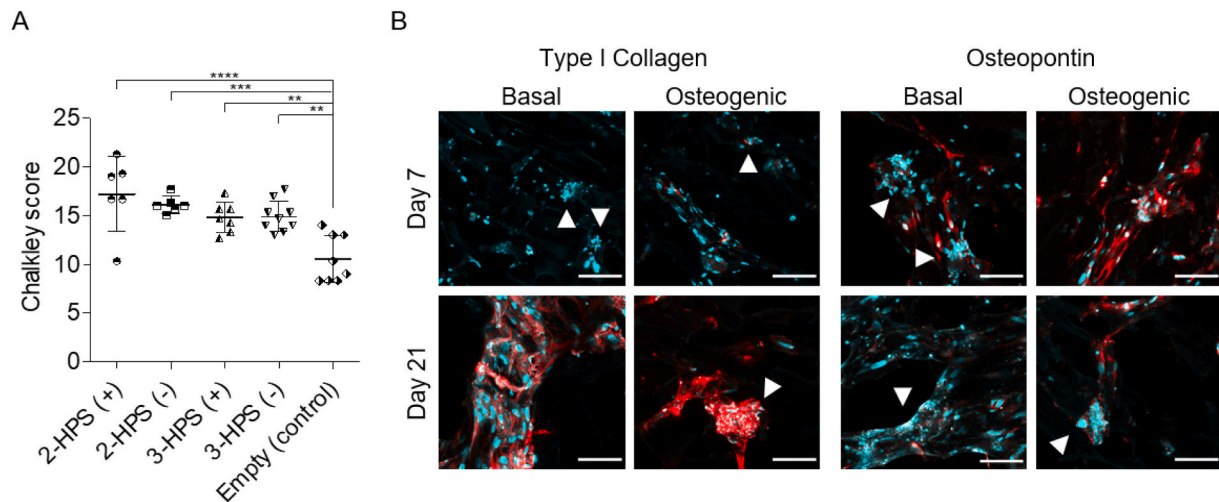 A
Chalkley score
25
20
15
10
5
0
****
***
**
**
2-HPS (+)
2-HPS (-)
3-HPS (+)
3-HPS (-)
Empty (control)
B
Type I Collagen
Osteopontin
Basal
Osteogenic
Basal
Osteogenic
Day 7
Day 21